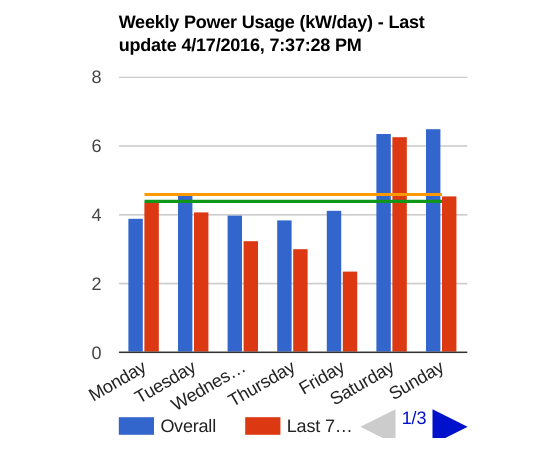 Weekly Power Usage (kW/day) - Last
update 4/17/2016, 7:37:28 PM
8
6
4
2
0
Monday
Tuesday
Wednes...
Thursday
Friday
Saturday
Sunday
Overall
Last 7...
1/3